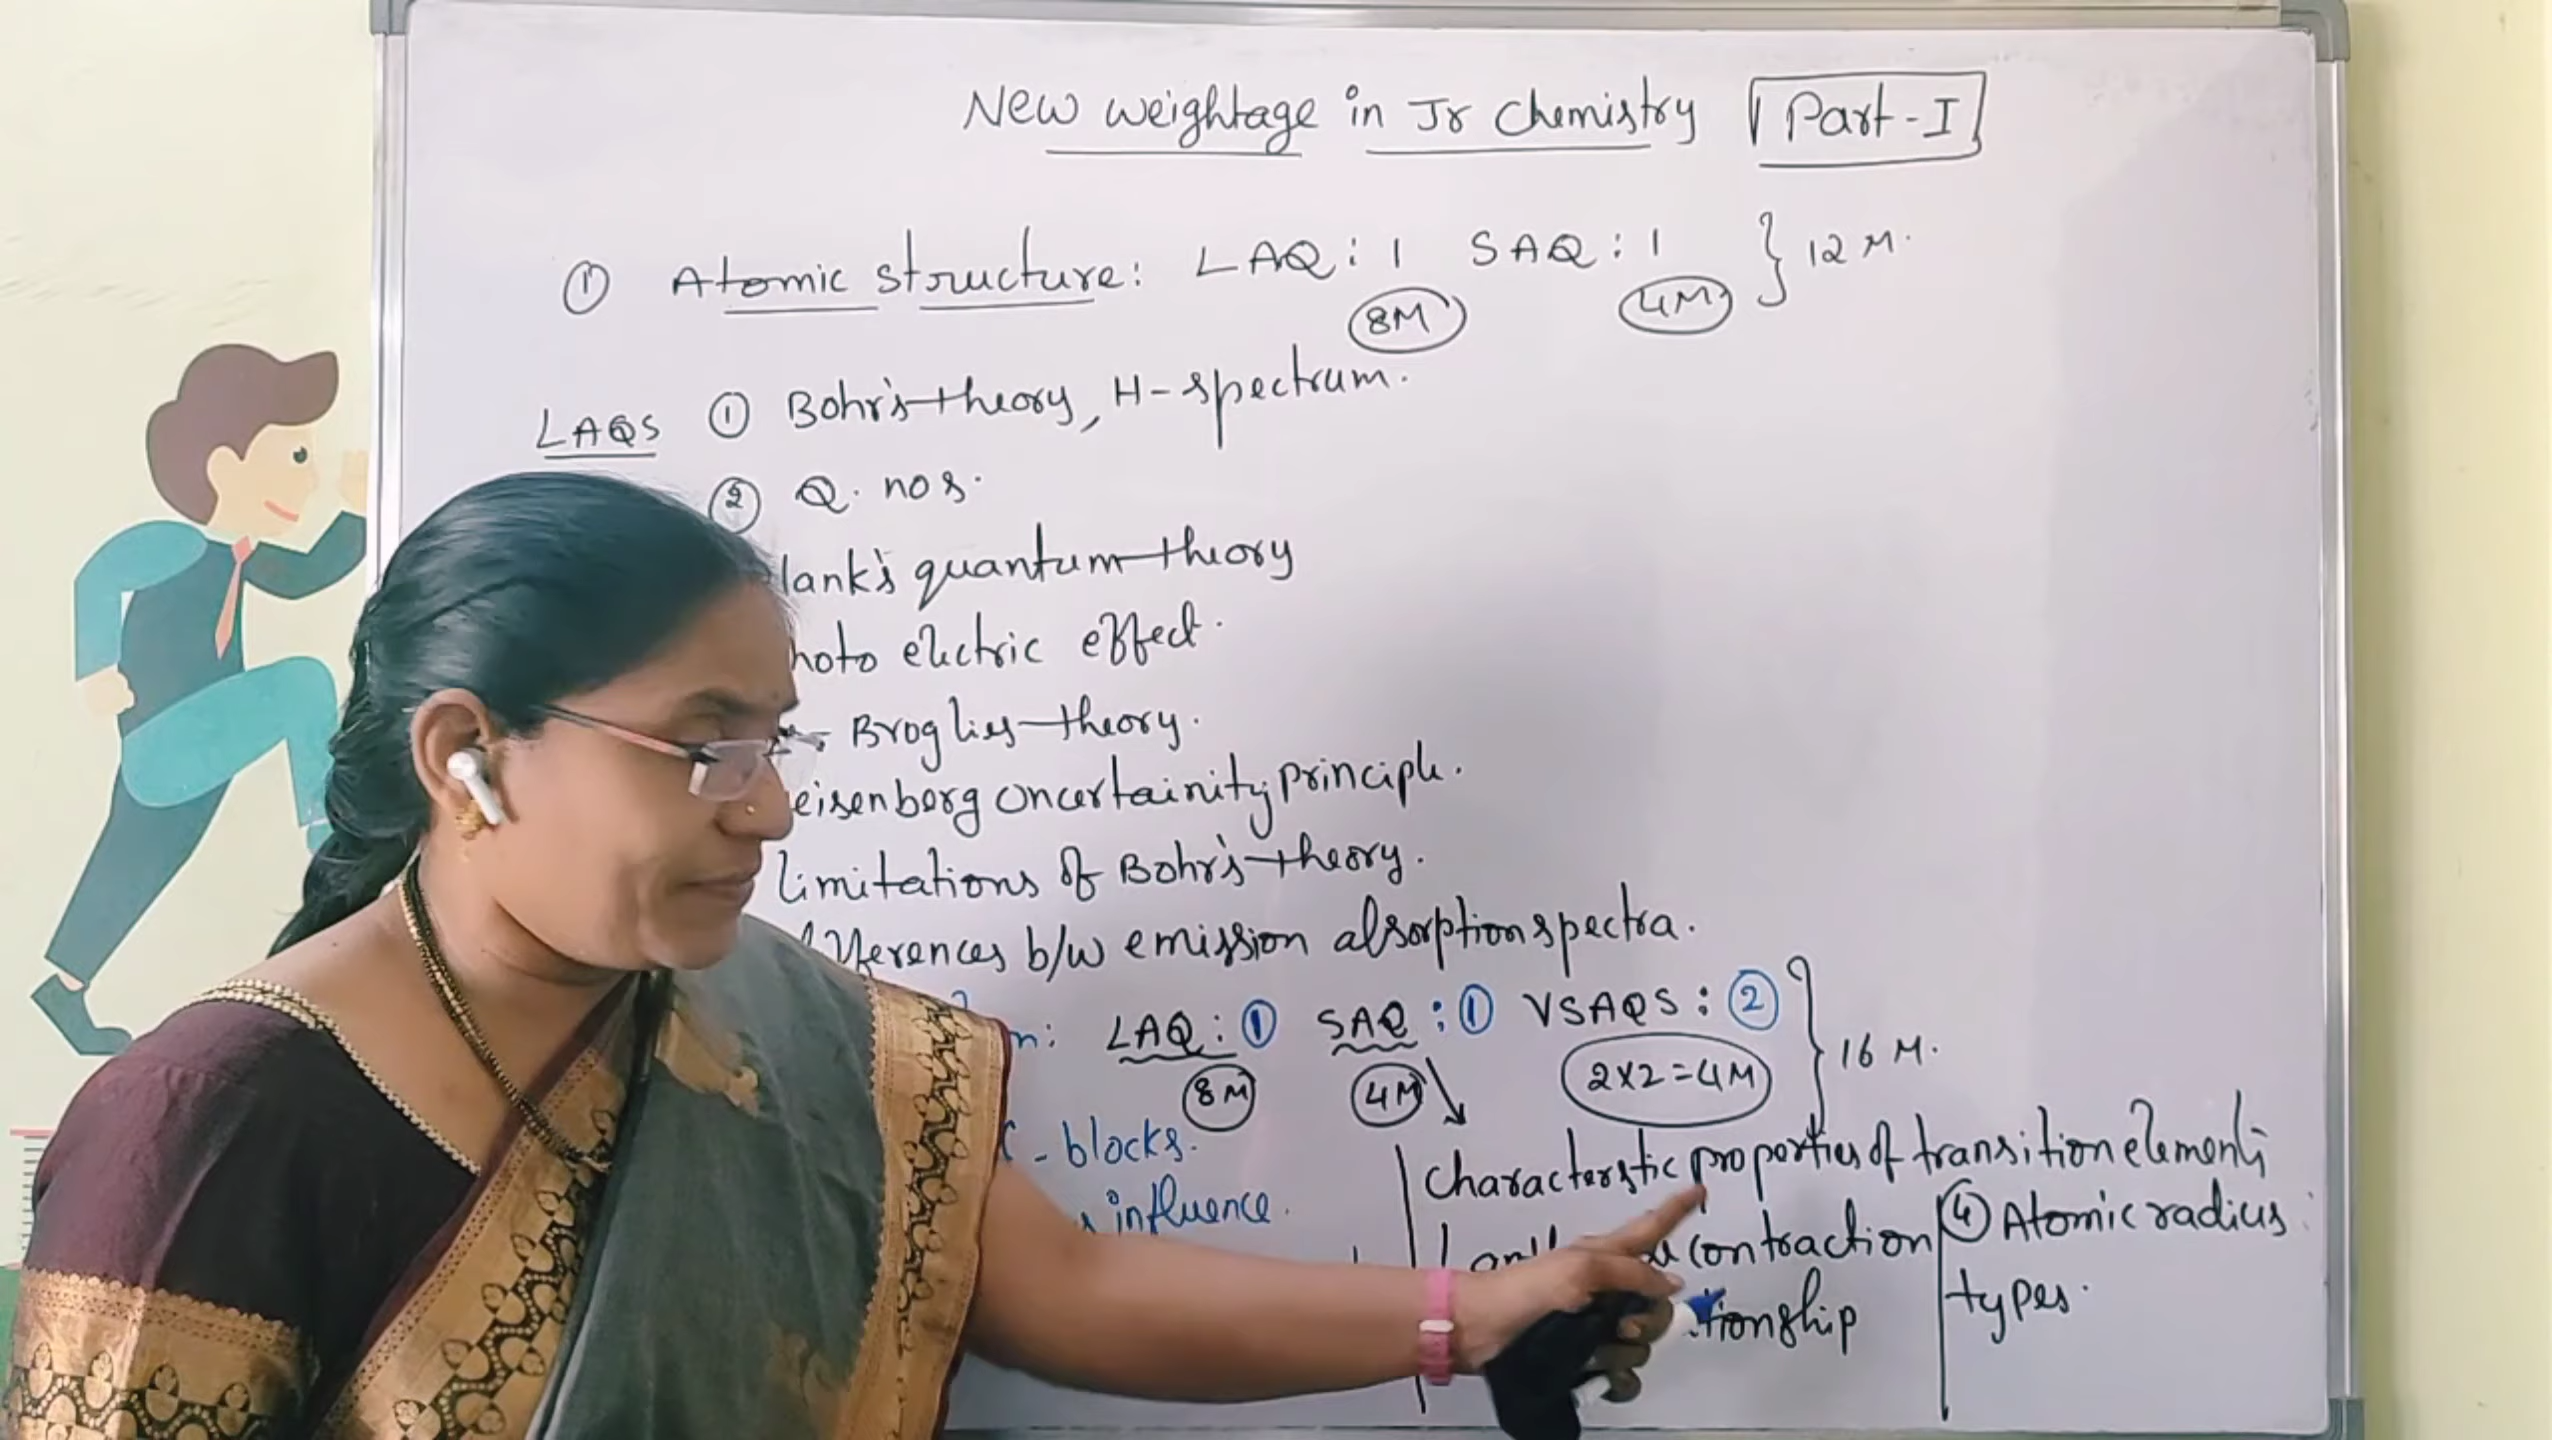 New weightage in Jr Chemistry Part-I
① Atomic structure: LAQ: 1 SAQ: 1 } 12 M.
8M 4M
LAQS ① Bohr's theory, H-spectrum.
② Q. nos.
lank's quantum theory
hoto electric effect.
Broglies theory.
eisenberg uncertainity principle.
limitations of Bohr's theory.
fferences b/w emission absorption spectra.
n: LAQ: ① SAQ: ① VSAQS: ② } 16 M.
8M 4M 2x2=4M
- blocks. characterstic properties of transition elements
influence. contraction ④ Atomic radius:
tionship types.